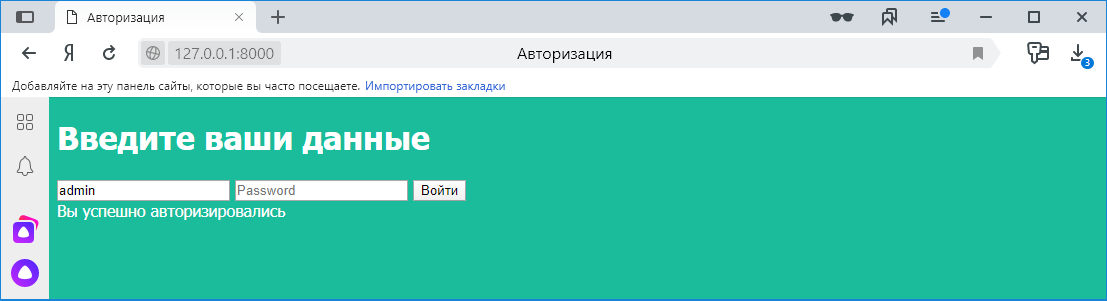 Авторизация
Я 127.0.0.1:8000 Авторизация 3
Добавляйте на эту панель сайты, которые вы часто посещаете. Импортировать закладки
Введите ваши данные
admin Password Войти
Вы успешно авторизировались